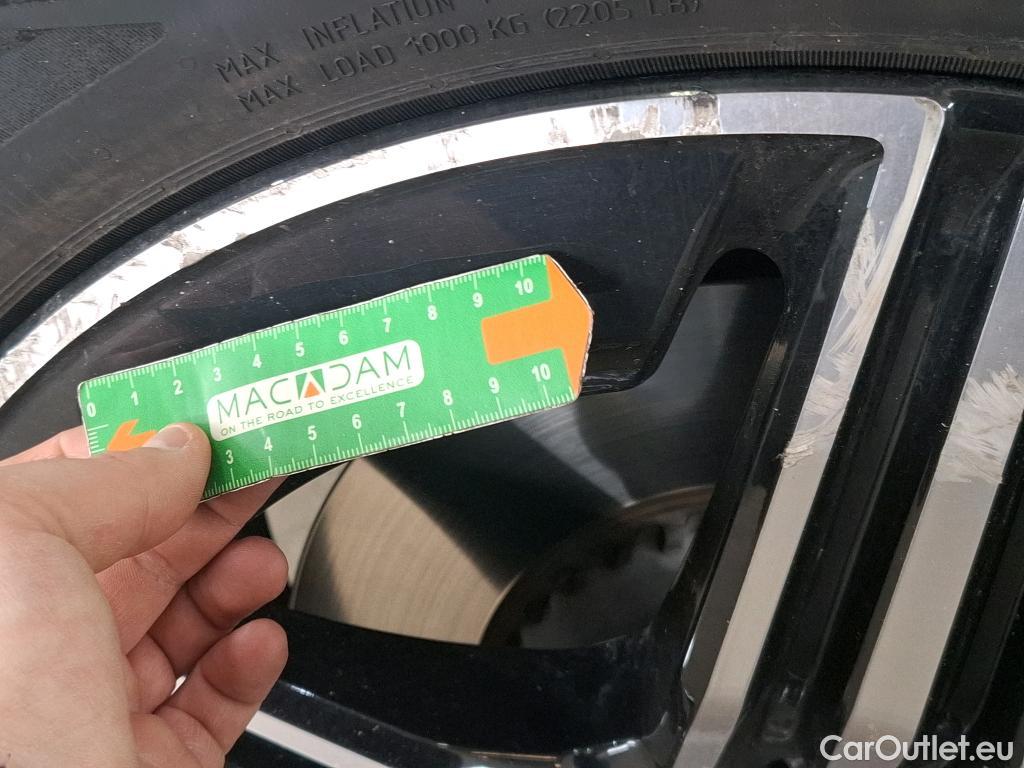 MAX INFLATION
MAX LOAD 1000 KG (2205 LB)
0 1 2 3 4 5 6 7 8 9 10
MACADAM
ON THE ROAD TO EXCELLENCE
3 4 5 6 7 8 9 10
CarOutlet.eu